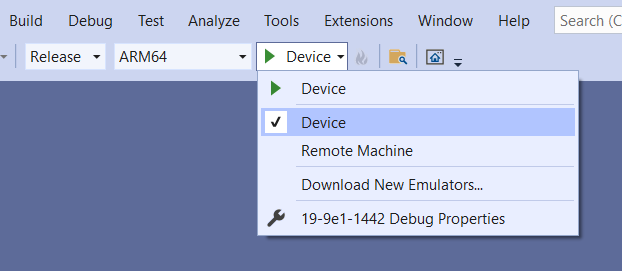 Build Debug Test Analyze Tools Extensions Window Help Search (C
Release ARM64 Device
Device
Device
Remote Machine
Download New Emulators...
19-9e1-1442 Debug Properties